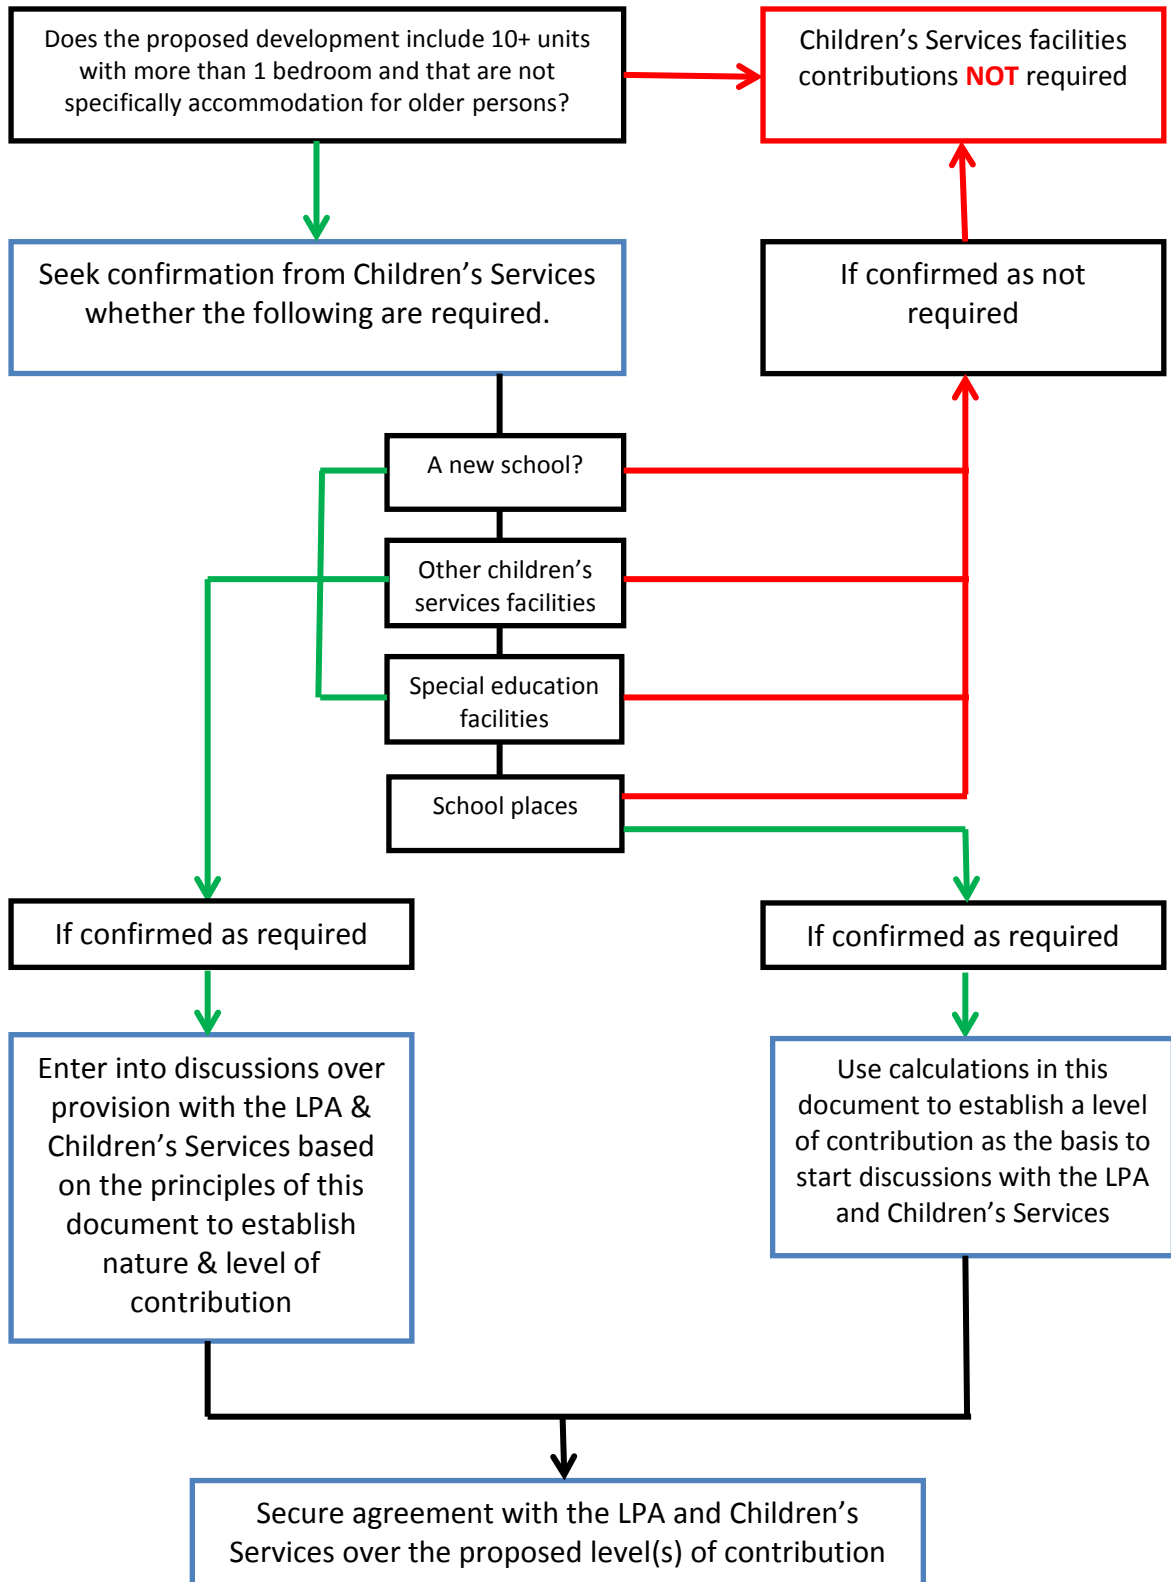 Does the proposed development include 10+ units
with more than 1 bedroom and that are not
specifically accommodation for older persons?
Children’s Services facilities
contributions NOT required
Seek confirmation from Children’s Services
whether the following are required.
If confirmed as not
required
A new school?
Other children’s
services facilities
Special education
facilities
School places
If confirmed as required
If confirmed as required
Enter into discussions over
provision with the LPA &
Children’s Services based
on the principles of this
document to establish
nature & level of
contribution
Use calculations in this
document to establish a level
of contribution as the basis to
start discussions with the LPA
and Children’s Services
Secure agreement with the LPA and Children’s
Services over the proposed level(s) of contribution